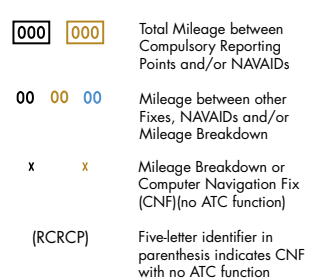 000 000 Total Mileage between
Compulsory Reporting
Points and/or NAVAIDs
00 00 00 Mileage between other
Fixes, NAVAIDs and/or
Mileage Breakdown
x x Mileage Breakdown or
Computer Navigation Fix
(CNF)(no ATC function)
(RCRCP) Five-letter identifier in
parenthesis indicates CNF
with no ATC function